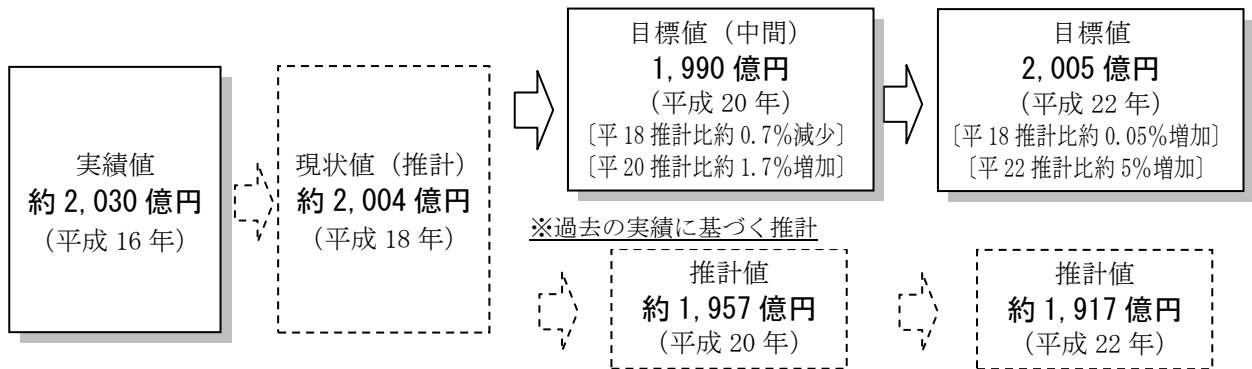 実績値
約 2,030 億円
(平成 16 年)
現状値(推計)
約 2,004 億円
(平成 18 年)
目標値(中間)
1,990 億円
(平成 20 年)
〔平 18 推計比約 0.7%減少〕
〔平 20 推計比約 1.7%増加〕
目標値
2,005 億円
(平成 22 年)
〔平 18 推計比約 0.05%増加〕
〔平 22 推計比約 5%増加〕
※過去の実績に基づく推計
推計値
約 1,957 億円
(平成 20 年)
推計値
約 1,917 億円
(平成 22 年)